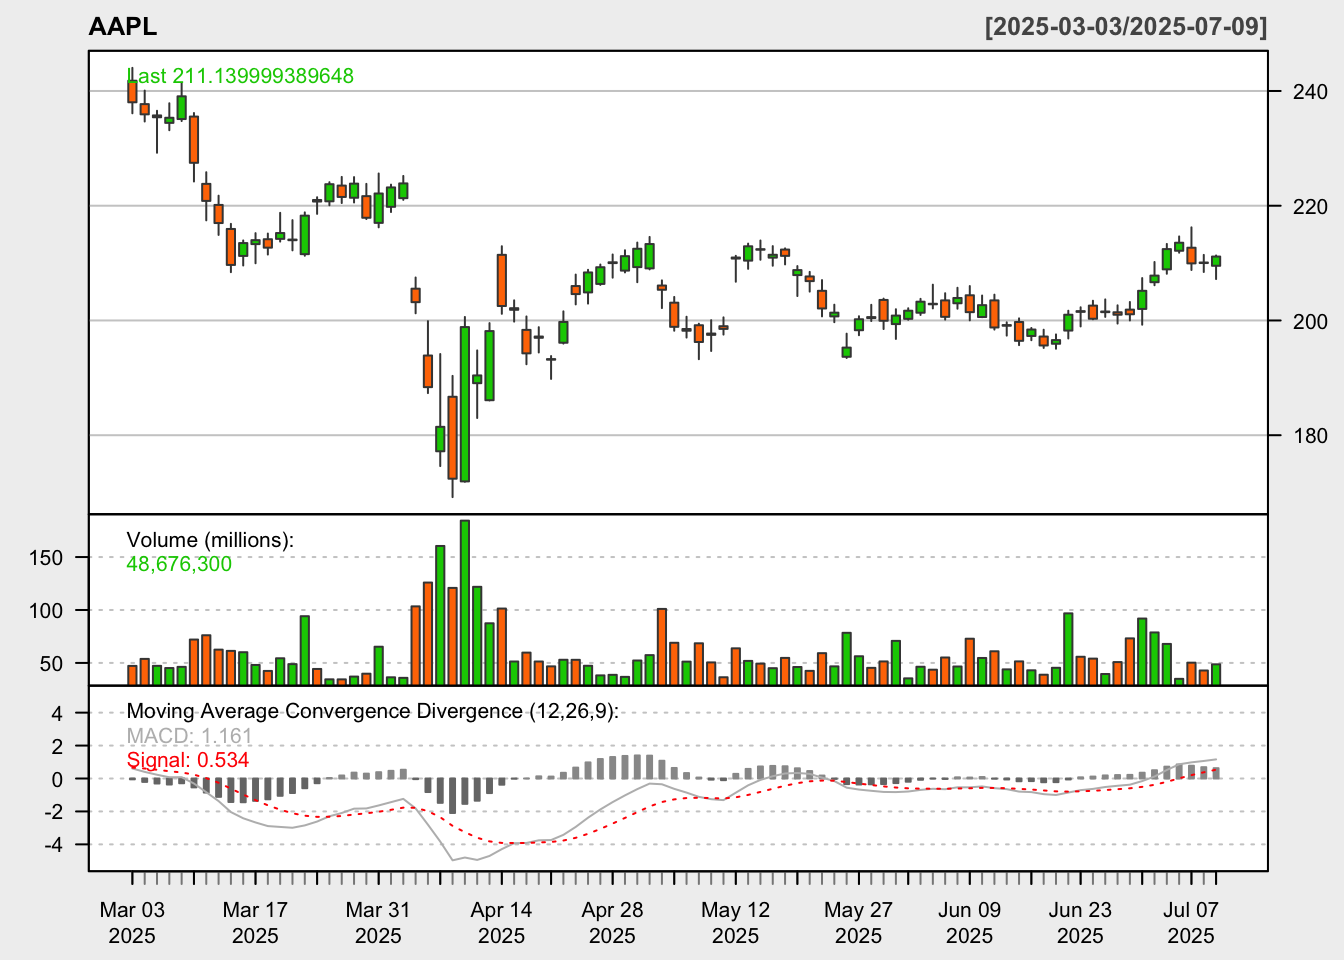 AAPL [2025-03-03/2025-07-09]
Last 211.139999389648
240
220
200
180
Volume (millions):
48,676,300
150
100
50
Moving Average Convergence Divergence (12,26,9):
MACD: 1.161
Signal: 0.534
4
2
0
-2
-4
Mar 03 Mar 17 Mar 31 Apr 14 Apr 28 May 12 May 27 Jun 09 Jun 23 Jul 07
2025 2025 2025 2025 2025 2025 2025 2025 2025 2025